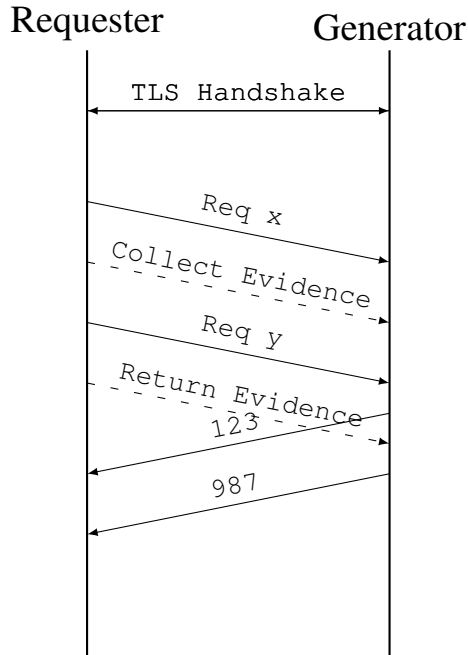 Requester
Generator
TLS Handshake
Req x
Collect Evidence
Req y
Return Evidence
123
987